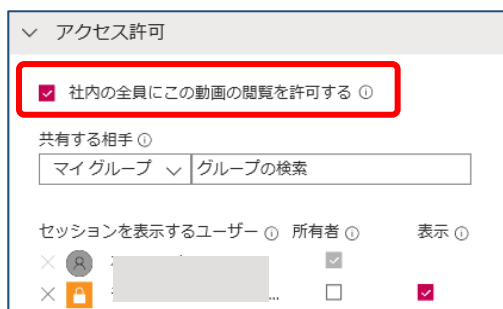 アクセス許可
社内の全員にこの動画の閲覧を許可する
共有する相手
マイ グループ グループの検索
セッションを表示するユーザー 所有者 表示
...